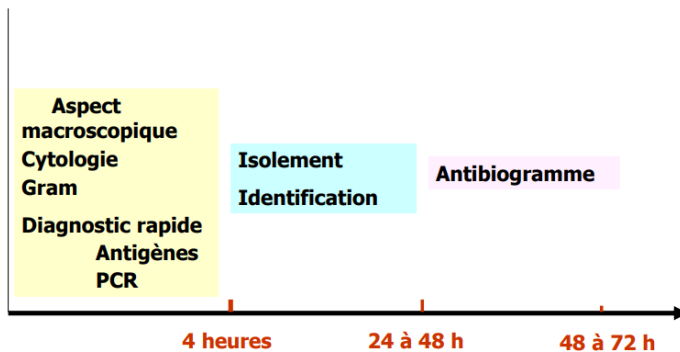 Aspect
macroscopique
Cytologie
Gram
Diagnostic rapide
Antigènes
PCR
Isolement
Identification
Antibiogramme
4 heures
24 à 48 h
48 à 72 h